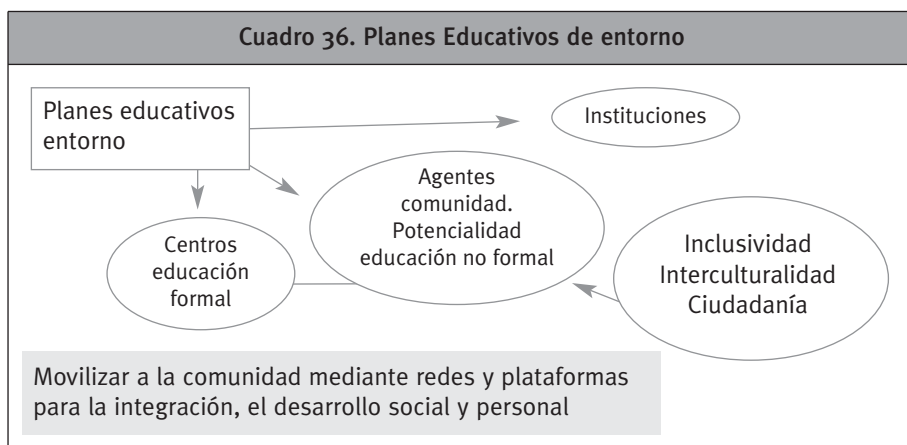 Cuadro 36. Planes Educativos de entorno
Planes educativos
entorno
Instituciones
Agentes
comunidad.
Potencialidad
educación no formal
Centros
educación
formal
Inclusividad
Interculturalidad
Ciudadanía
Movilizar a la comunidad mediante redes y plataformas
para la integración, el desarrollo social y personal